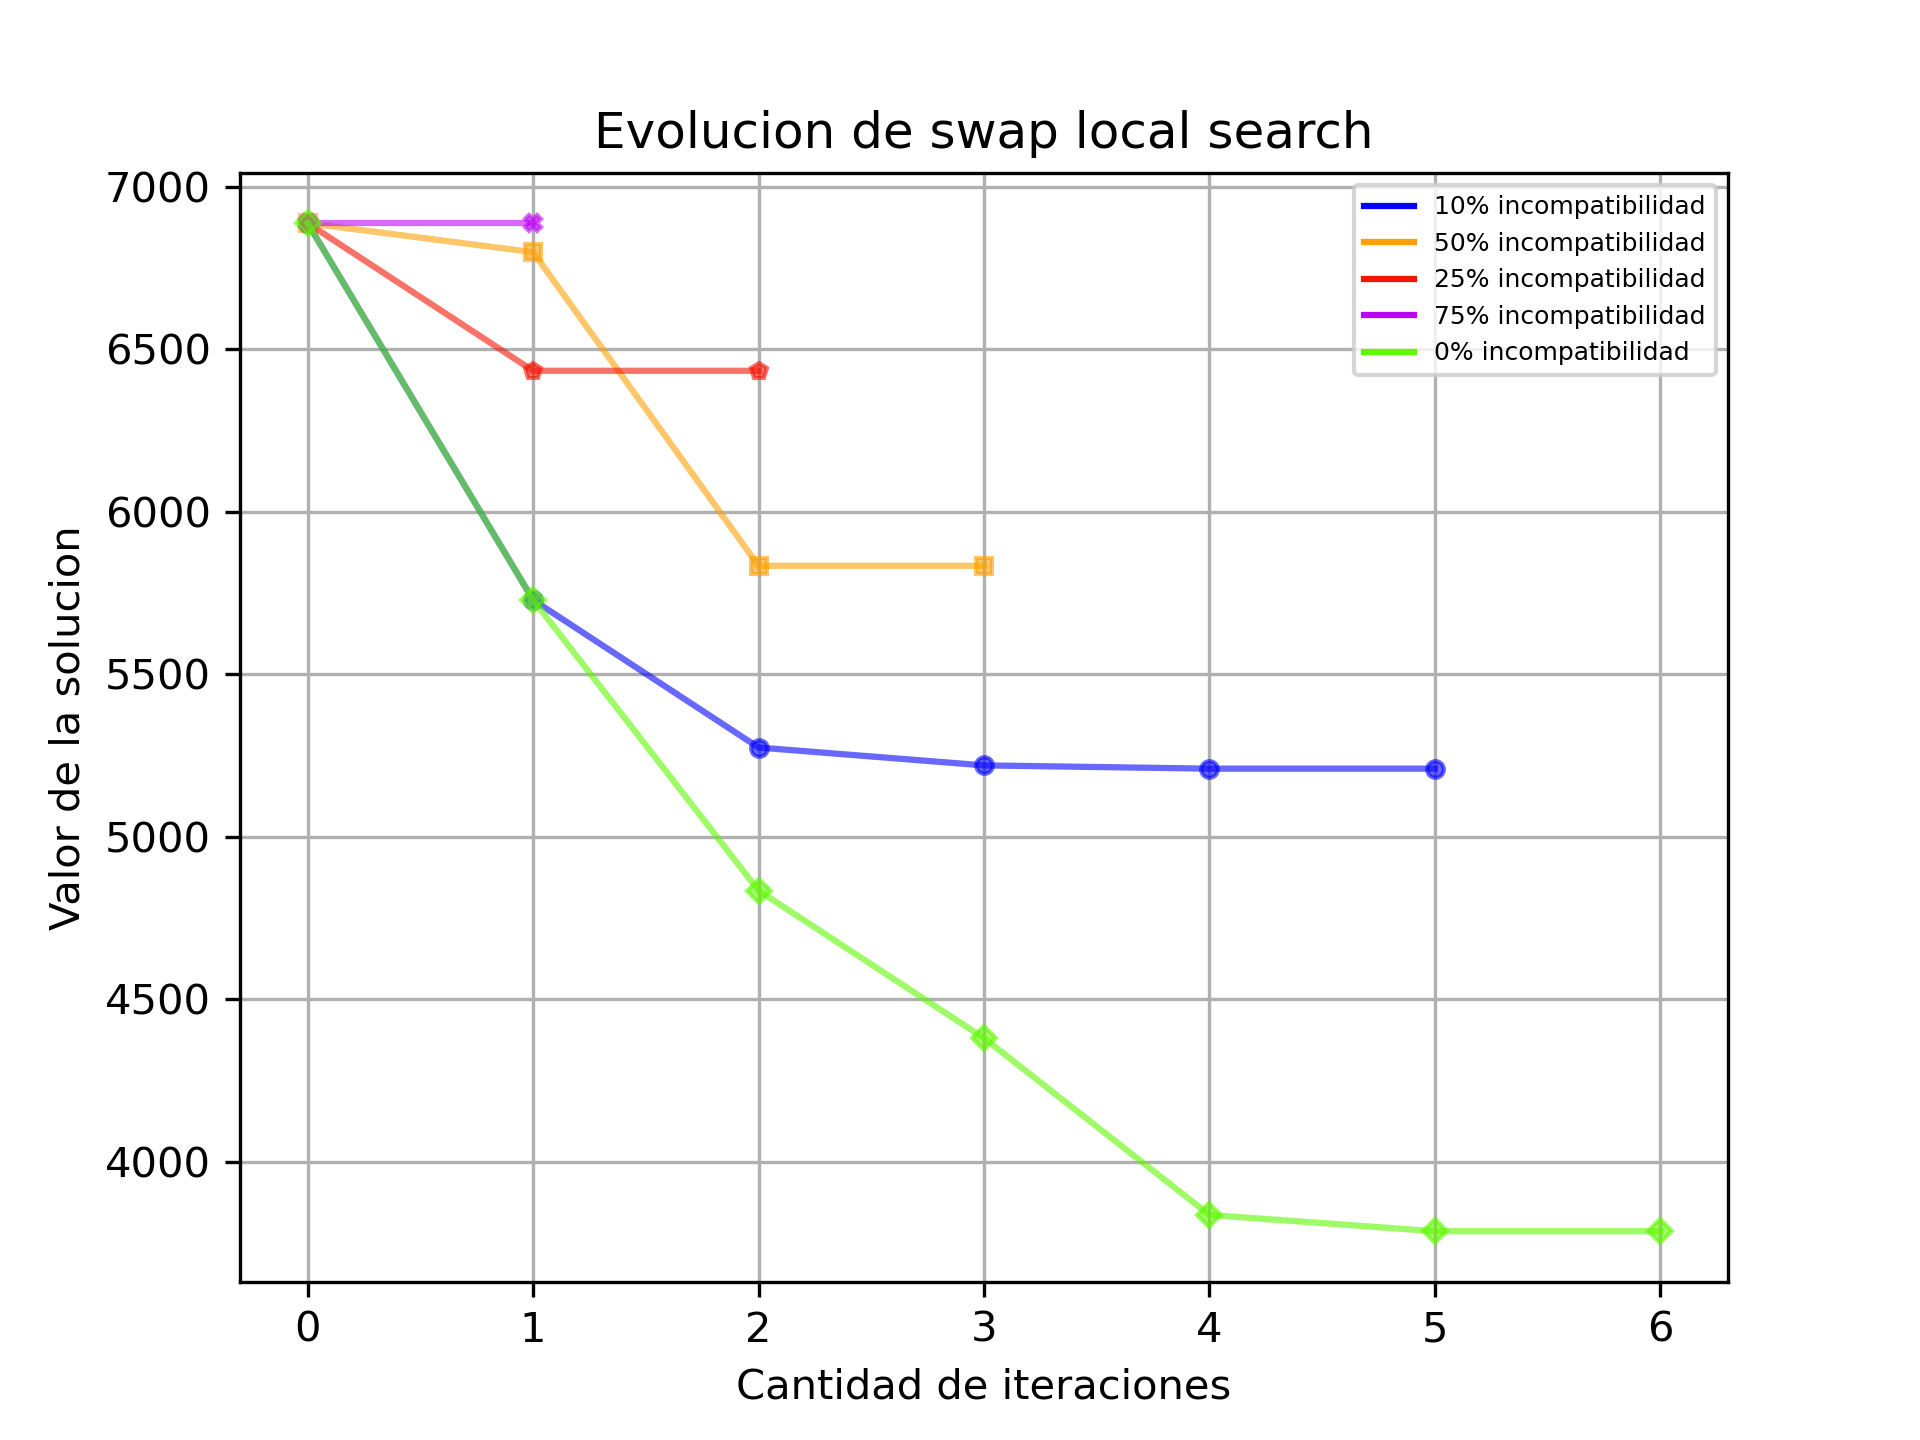 Evolucion de swap local search
7000
6500
6000
5500
5000
4500
4000
Valor de la solucion
10% incompatibilidad
50% incompatibilidad
25% incompatibilidad
75% incompatibilidad
0% incompatibilidad
0 1 2 3 4 5 6
Cantidad de iteraciones